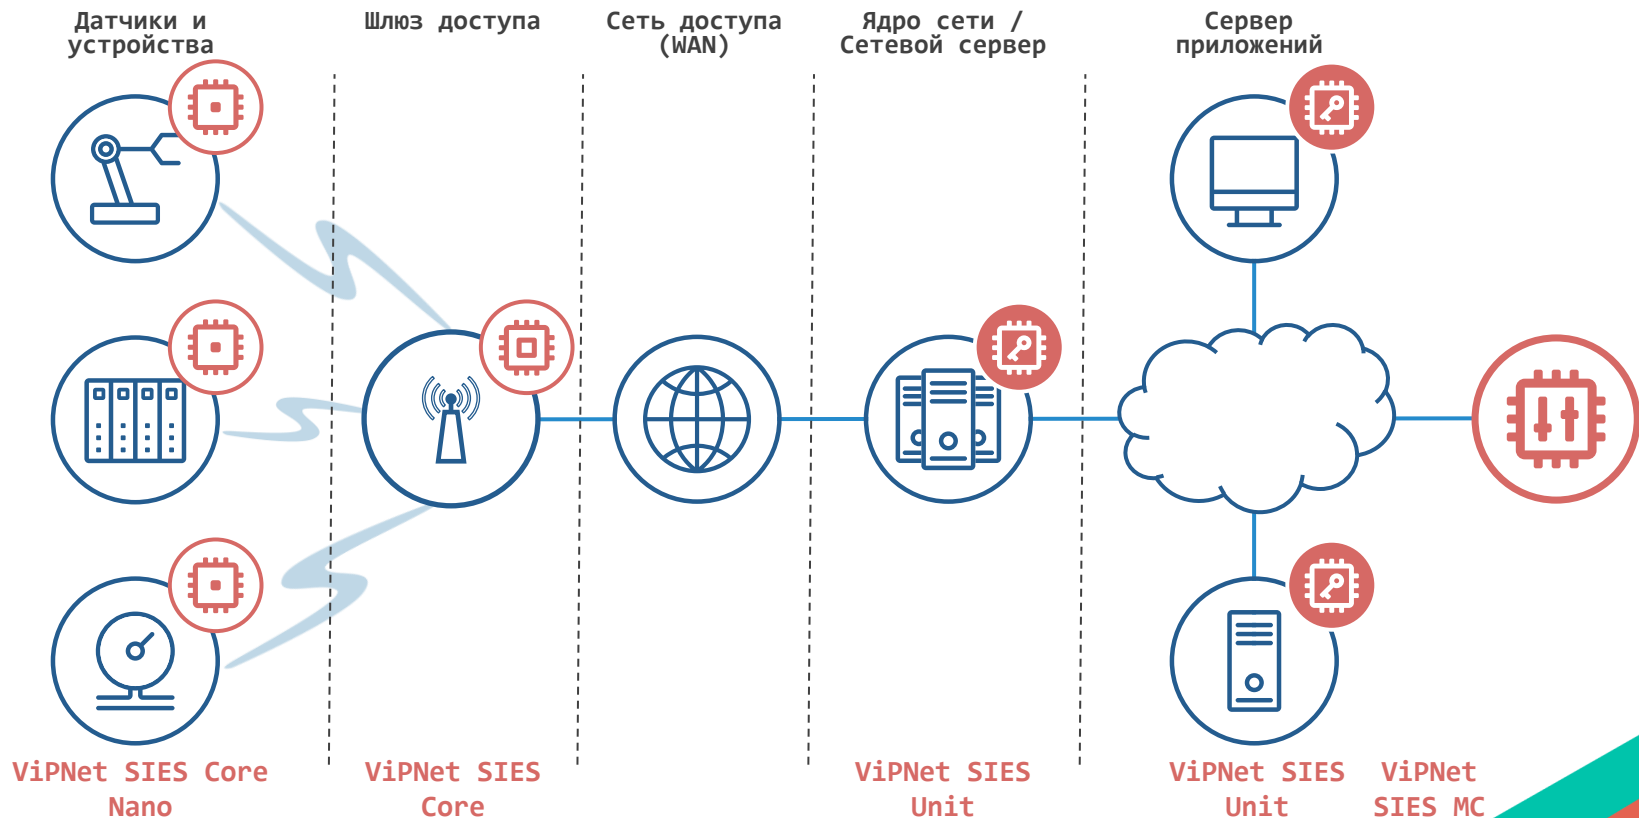 Датчики и
устройства
Шлюз доступа
Сеть доступа
(WAN)
Ядро сети /
Сетевой сервер
Сервер
приложений
ViPNet SIES Core
Nano
ViPNet SIES
Core
ViPNet SIES
Unit
ViPNet SIES
Unit
ViPNet
SIES MC